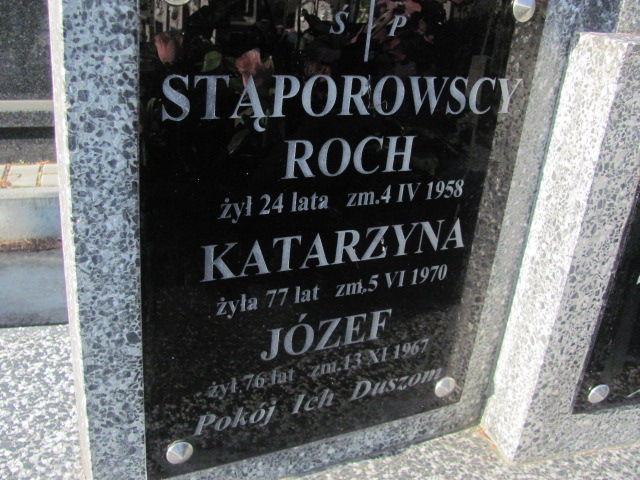 Ś P
STĄPOROWSCY
ROCH
żył 24 lata zm.4 IV 1958
KATARZYNA
żyła 77 lat zm.5 VI 1970
JÓZEF
żył 76 lat zm.13 XI 1967
Pokój Ich Duszom